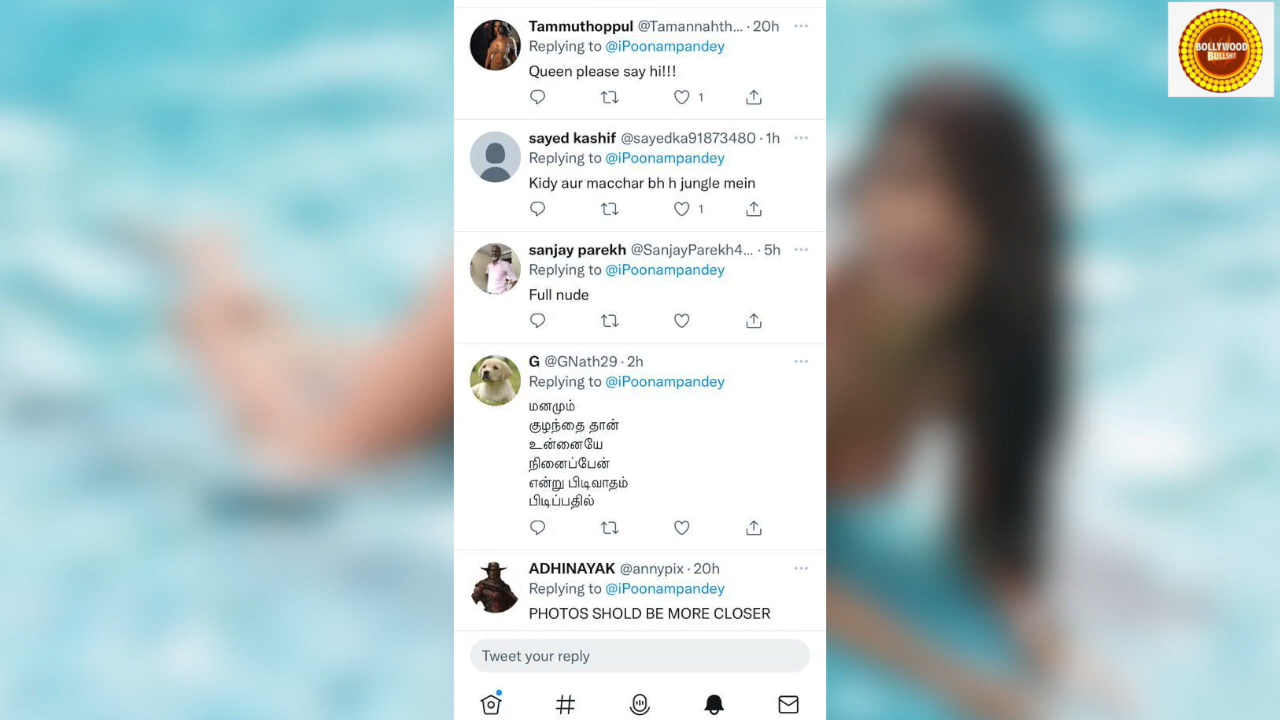 BOLLYWOOD
BULLSHIT
Tammuthoppul @Tamannahth... · 20h
Replying to @iPoonampandey
Queen please say hi!!!
1
sayed kashif @sayedka91873480 · 1h
Replying to @iPoonampandey
Kidy aur macchar bh h jungle mein
1
sanjay parekh @SanjayParekh4... · 5h
Replying to @iPoonampandey
Full nude
G @GNath29 · 2h
Replying to @iPoonampandey
மனமும்
குழந்தை தான்
உன்னையே
நினைப்பேன்
என்று பிடிவாதம்
பிடிப்பதில்
ADHINAYAK @annypix · 20h
Replying to @iPoonampandey
PHOTOS SHOLD BE MORE CLOSER
Tweet your reply